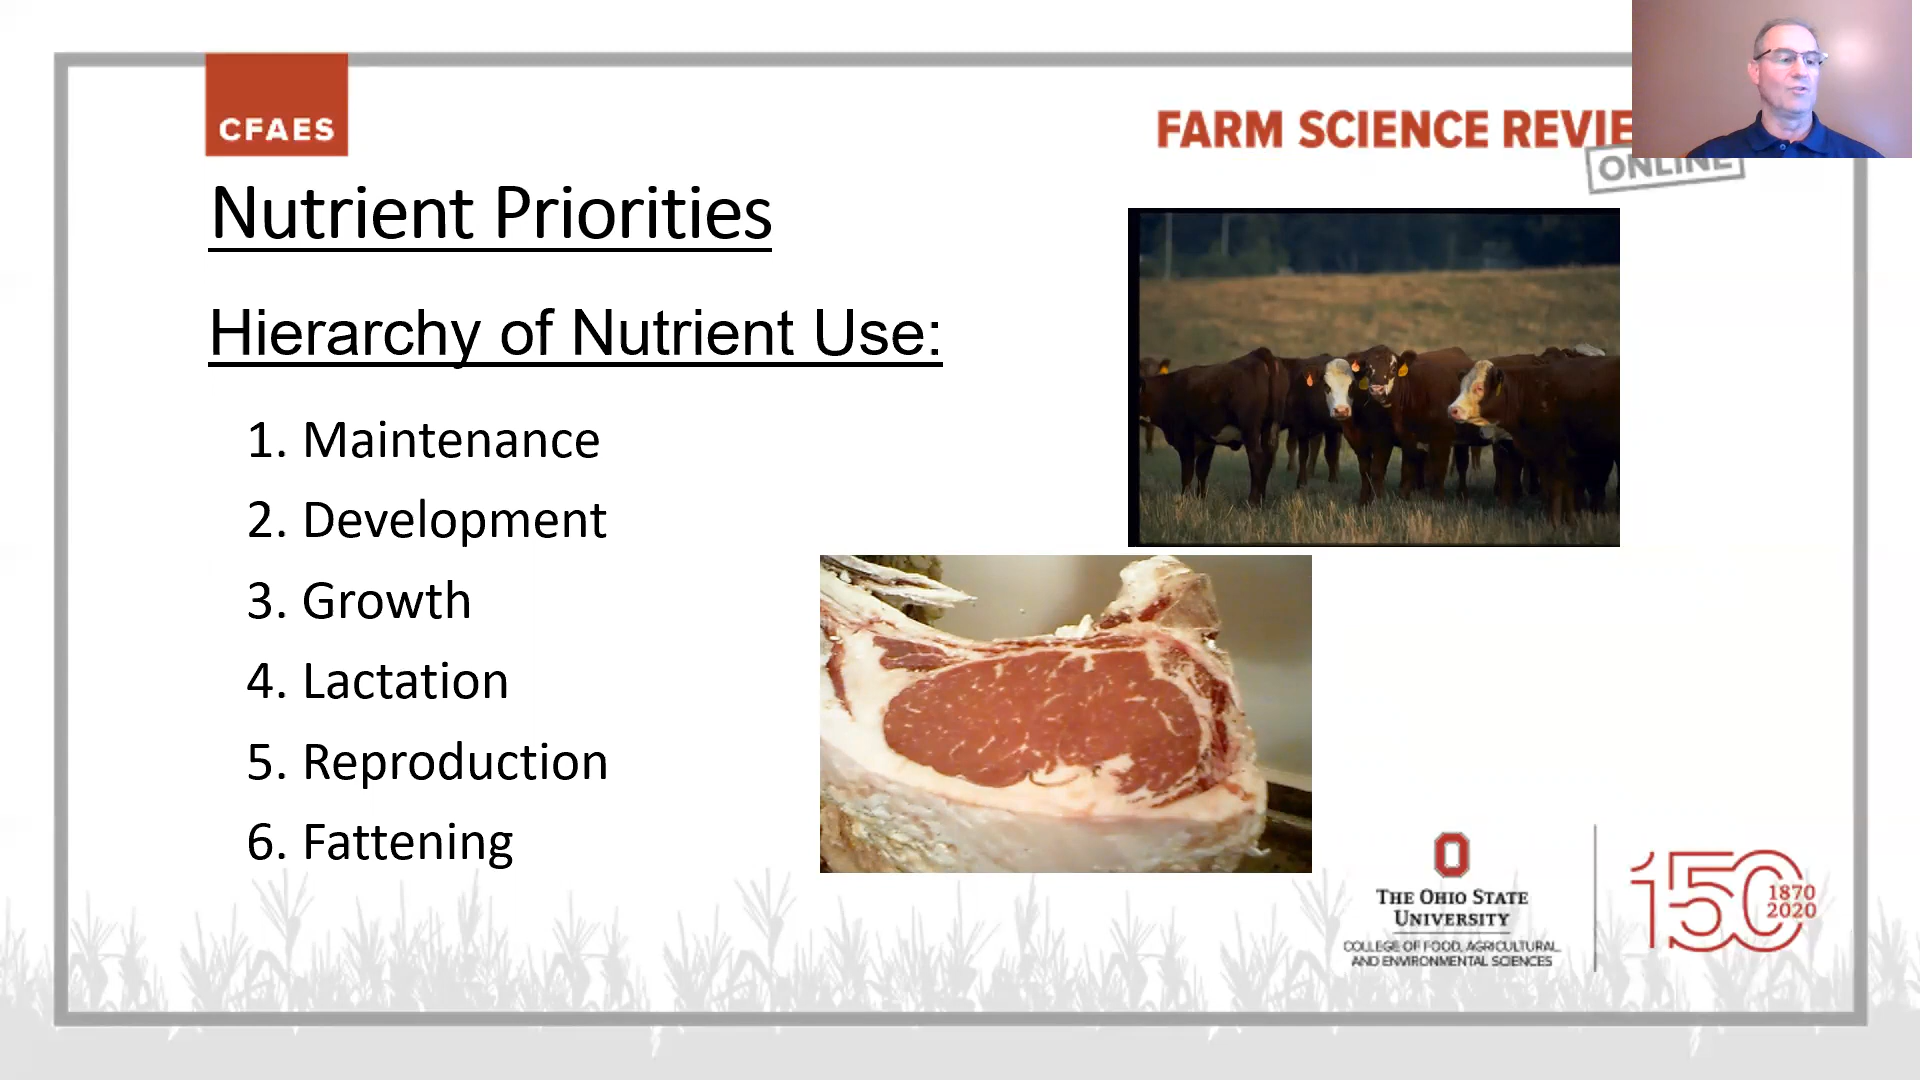 CFAES
FARM SCIENCE REVIE
ONLINE
Nutrient Priorities
Hierarchy of Nutrient Use:
1. Maintenance
2. Development
3. Growth
4. Lactation
5. Reproduction
6. Fattening
THE OHIO STATE
UNIVERSITY
COLLEGE OF FOOD, AGRICULTURAL,
AND ENVIRONMENTAL SCIENCES
150
1870
2020